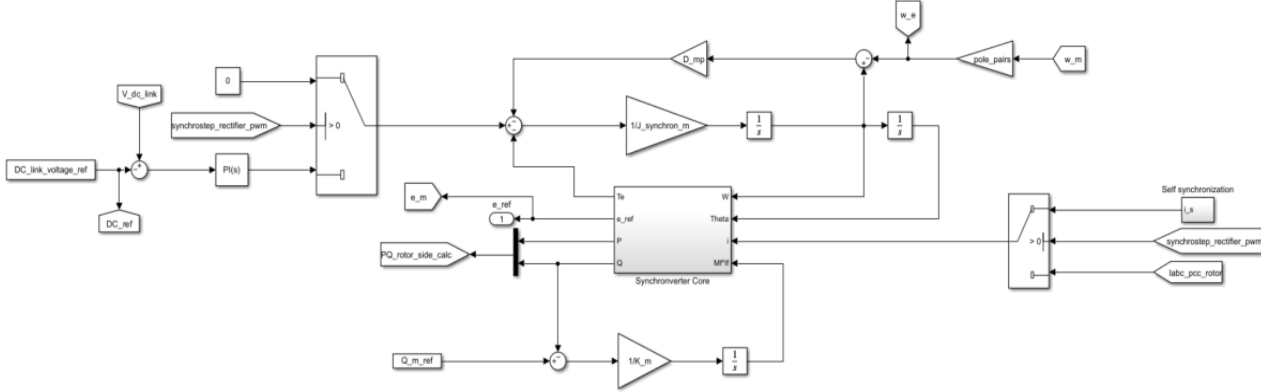 w_e
D_mp
pole_pairs
w_m
V_dc_link
0
synchrostep_rectifier_pwm
> 0
1/J_synchron_m
1
s
1
s
DC_link_voltage_ref
PI(s)
DC_ref
e_m
e_ref
1
PQ_rotor_side_calc
Te
e_ref
P
Q
W
Theta
i
Mf*if
Synchronverter Core
Self synchronization
i_s
> 0
synchrostep_rectifier_pwm
Iabc_pcc_rotor
Q_m_ref
1/K_m
1
s